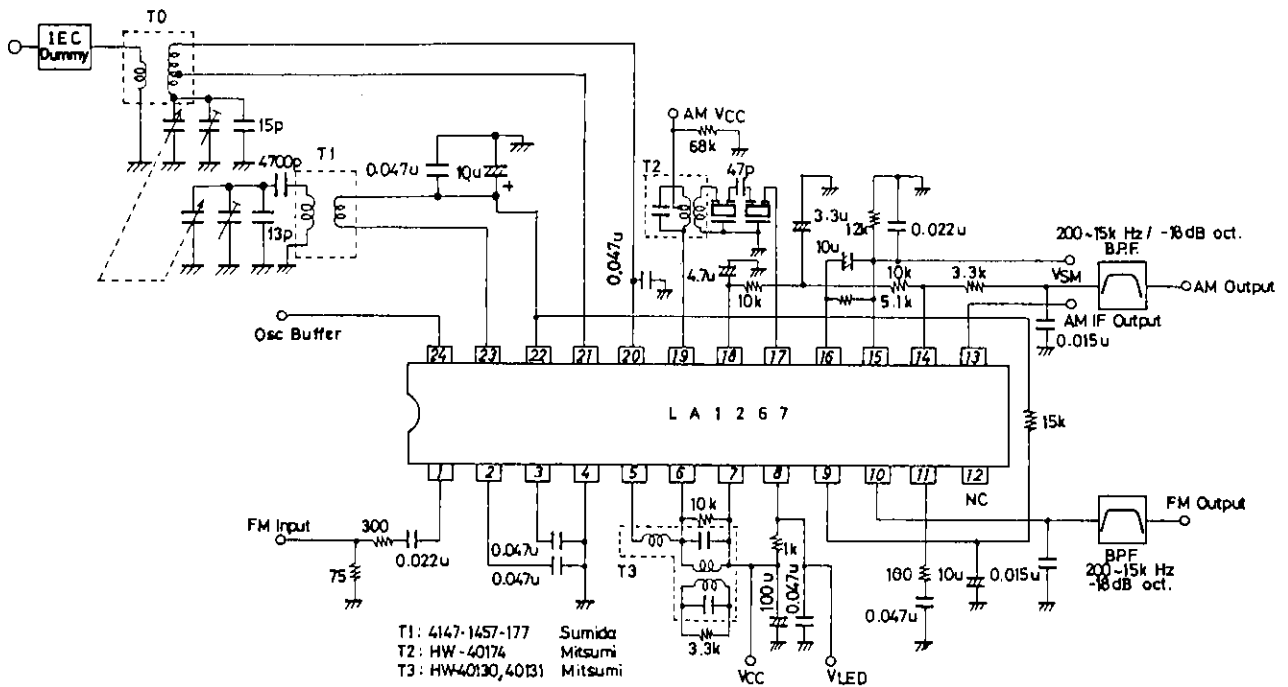 T0
IEC
Dummy
15p
4700p
T1
13p
0.047u
10u
+
AM VCC
68k
T2
47p
0.047u
4.7u
10k
3.3u
10u
12k
0.022u
200~15k Hz / -18dB oct.
B.P.F.
VSM
10k
3.3k
5.1k
AM Output
AM IF Output
0.015u
Osc Buffer
24 23 22 21 20 19 18 17 16 15 14 13
LA1267
15k
1 2 3 4 5 6 7 8 9 10 11 12
NC
FM Input
300
0.022u
75
0.047u
0.047u
10k
T3
1k
100u
0.047u
3.3k
VCC
VLED
100
0.047u
10u
0.015u
FM Output
B.P.F.
200~15k Hz
-18dB oct.
T1: 4147-1457-177 Sumida
T2: HW-40174 Mitsumi
T3: HW40130,40131 Mitsumi